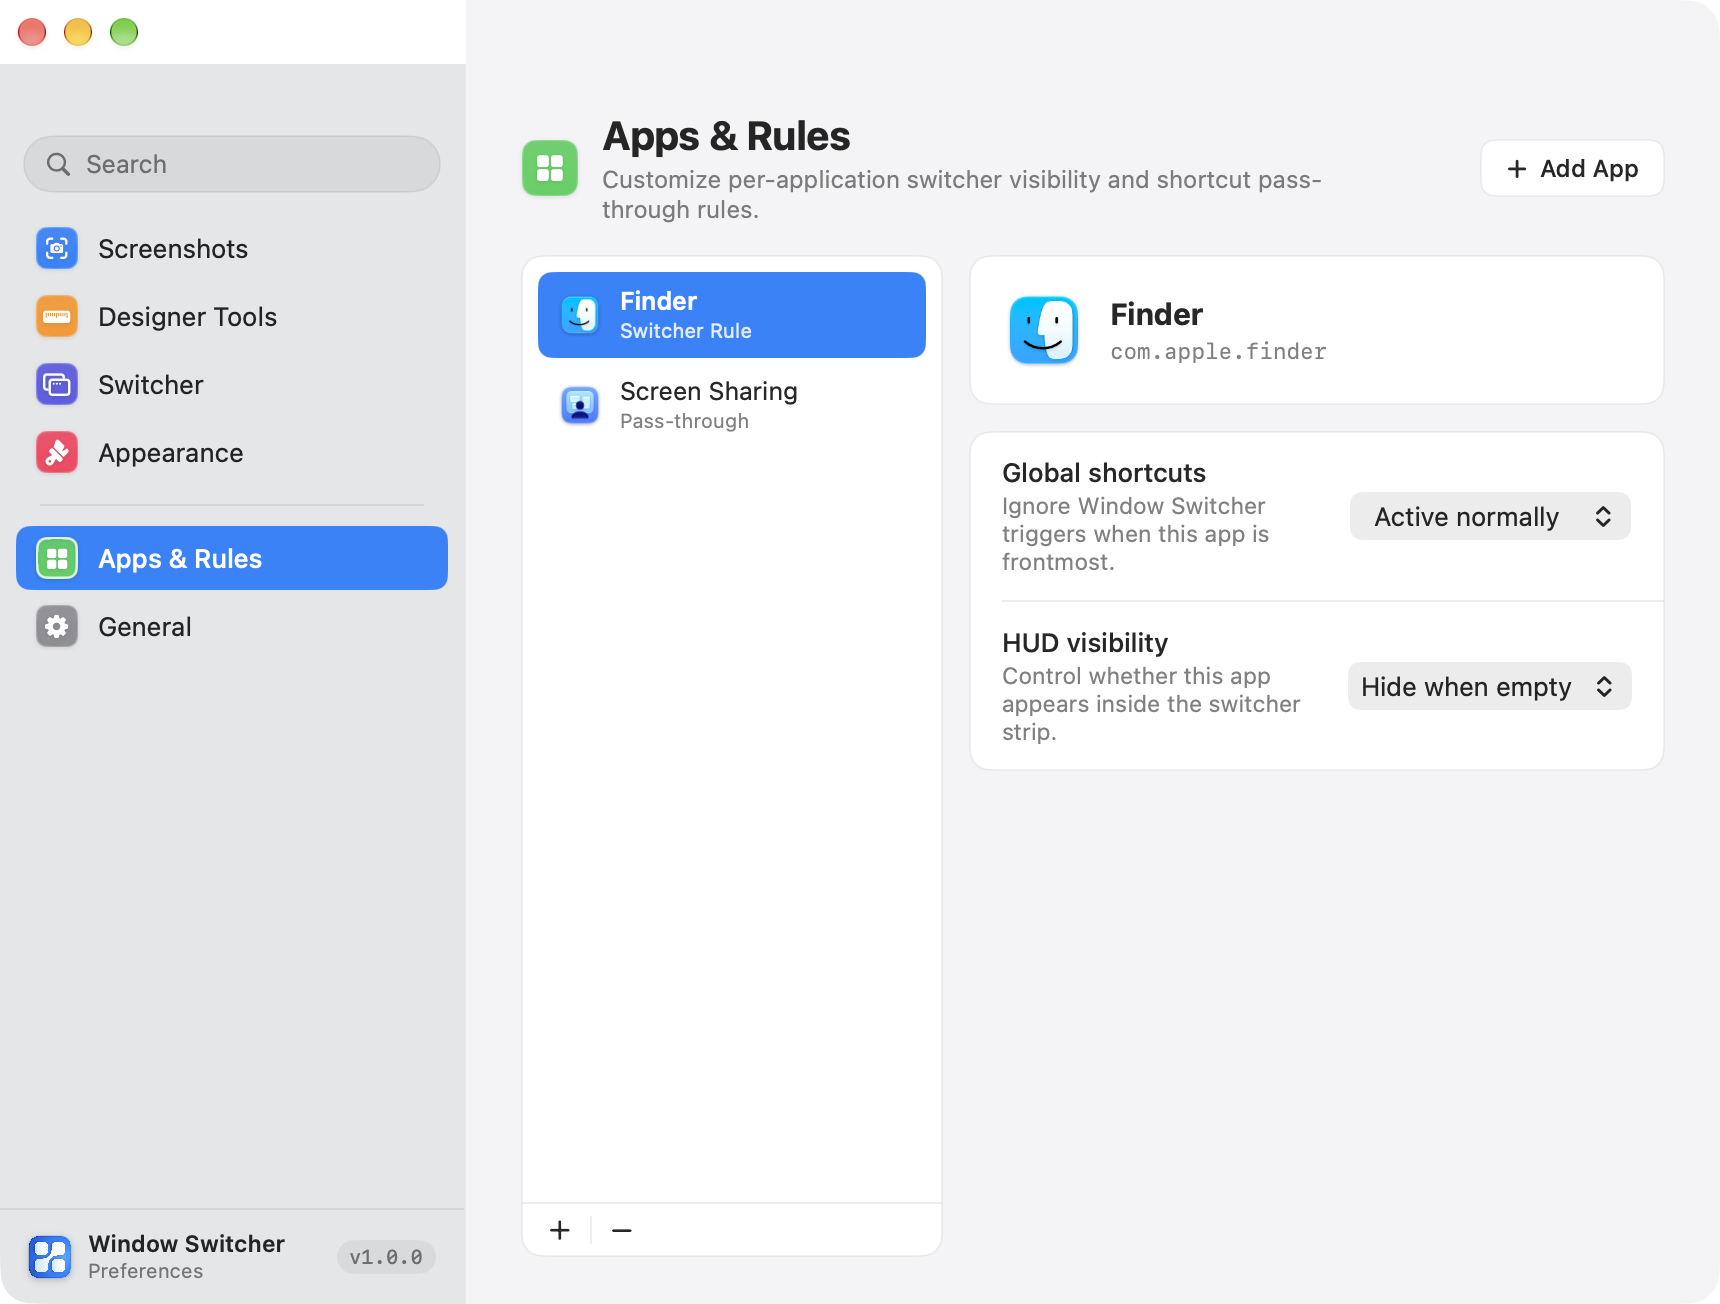 Search
Screenshots
Designer Tools
Switcher
Appearance
Apps & Rules
General
Window Switcher
Preferences
v1.0.0
Apps & Rules
Customize per-application switcher visibility and shortcut pass-
through rules.
+ Add App
Finder
Switcher Rule
Screen Sharing
Pass-through
Finder
com.apple.finder
Global shortcuts
Ignore Window Switcher
triggers when this app is
frontmost.
Active normally
HUD visibility
Control whether this app
appears inside the switcher
strip.
Hide when empty